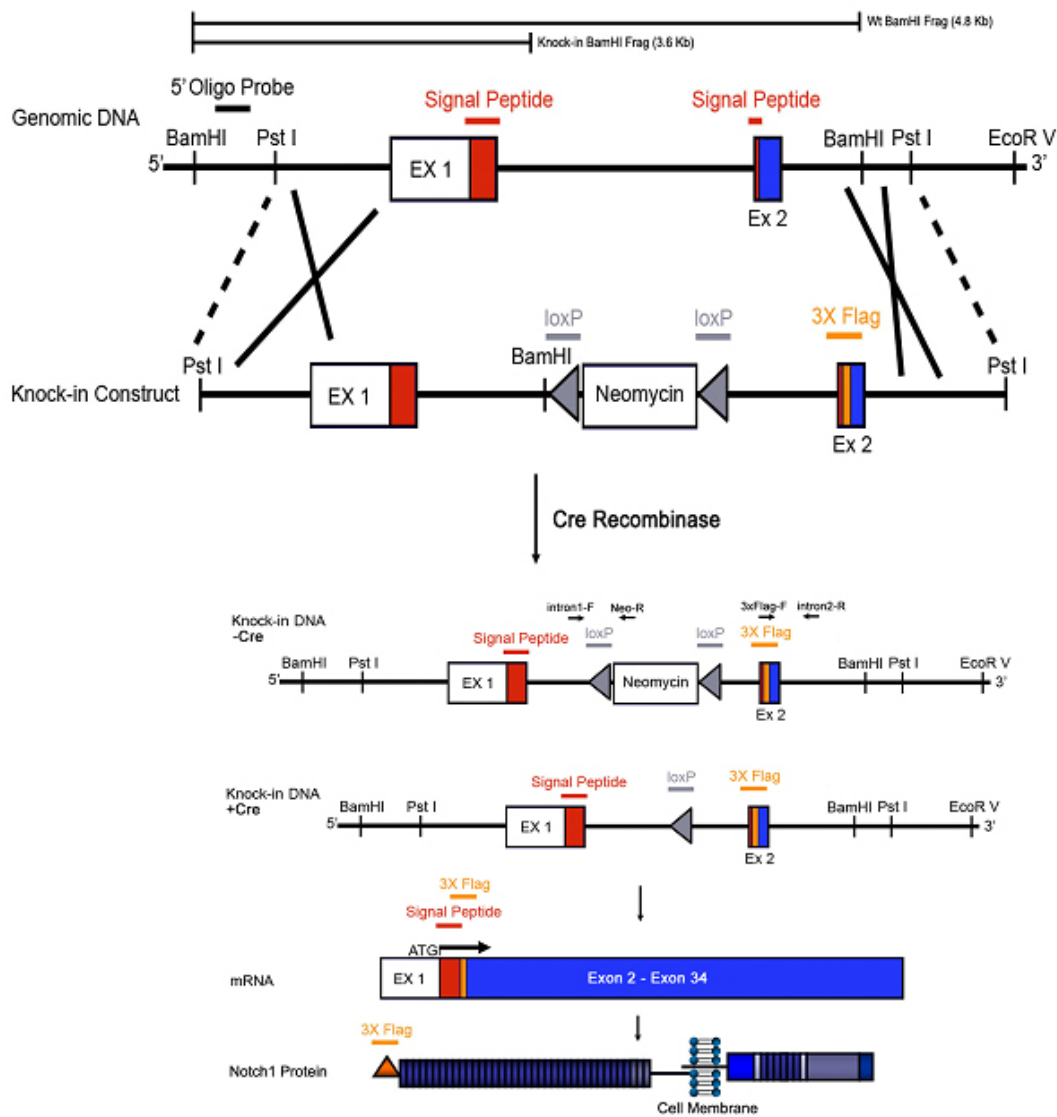 Wt BamHI Frag (4.8 Kb)
Knock-in BamHI Frag (3.6 Kb)
5' Oligo Probe
Signal Peptide
Signal Peptide
Genomic DNA
BamHI
Pst I
BamHI
Pst I
EcoR V
5'
EX 1
3'
Ex 2
loxP
loxP
3X Flag
Pst I
BamHI
Pst I
Knock-in Construct
EX 1
Neomycin
Ex 2
Cre Recombinase
intron1-F
Neo-R
3xFlag-F
intron2-R
Knock-in DNA
-Cre
Signal Peptide
loxP
loxP
3X Flag
BamHI
Pst I
BamHI
Pst I
EcoR V
5'
EX 1
Neomycin
3'
Ex 2
Knock-in DNA
+Cre
Signal Peptide
loxP
3X Flag
BamHI
Pst I
BamHI
Pst I
EcoR V
5'
EX 1
3'
Ex 2
3X Flag
Signal Peptide
ATG
mRNA
EX 1
Exon 2 - Exon 34
3X Flag
Notch1 Protein
Cell Membrane